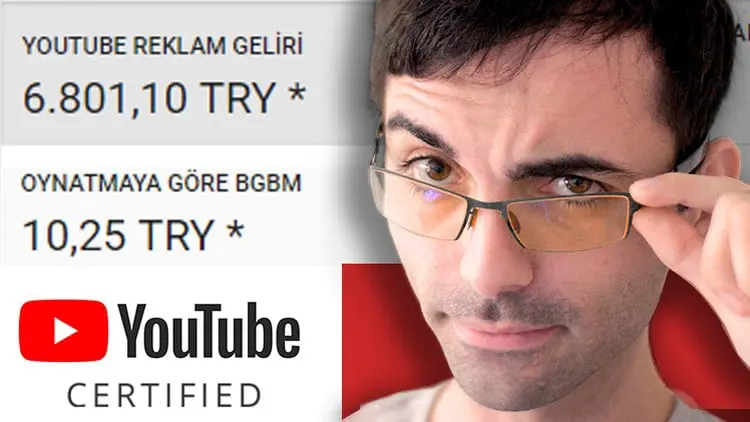 YOUTUBE REKLAM GELİRİ
6.801,10 TRY *
OYNATMAYA GÖRE BGBM
10,25 TRY *
YouTube
CERTIFIED